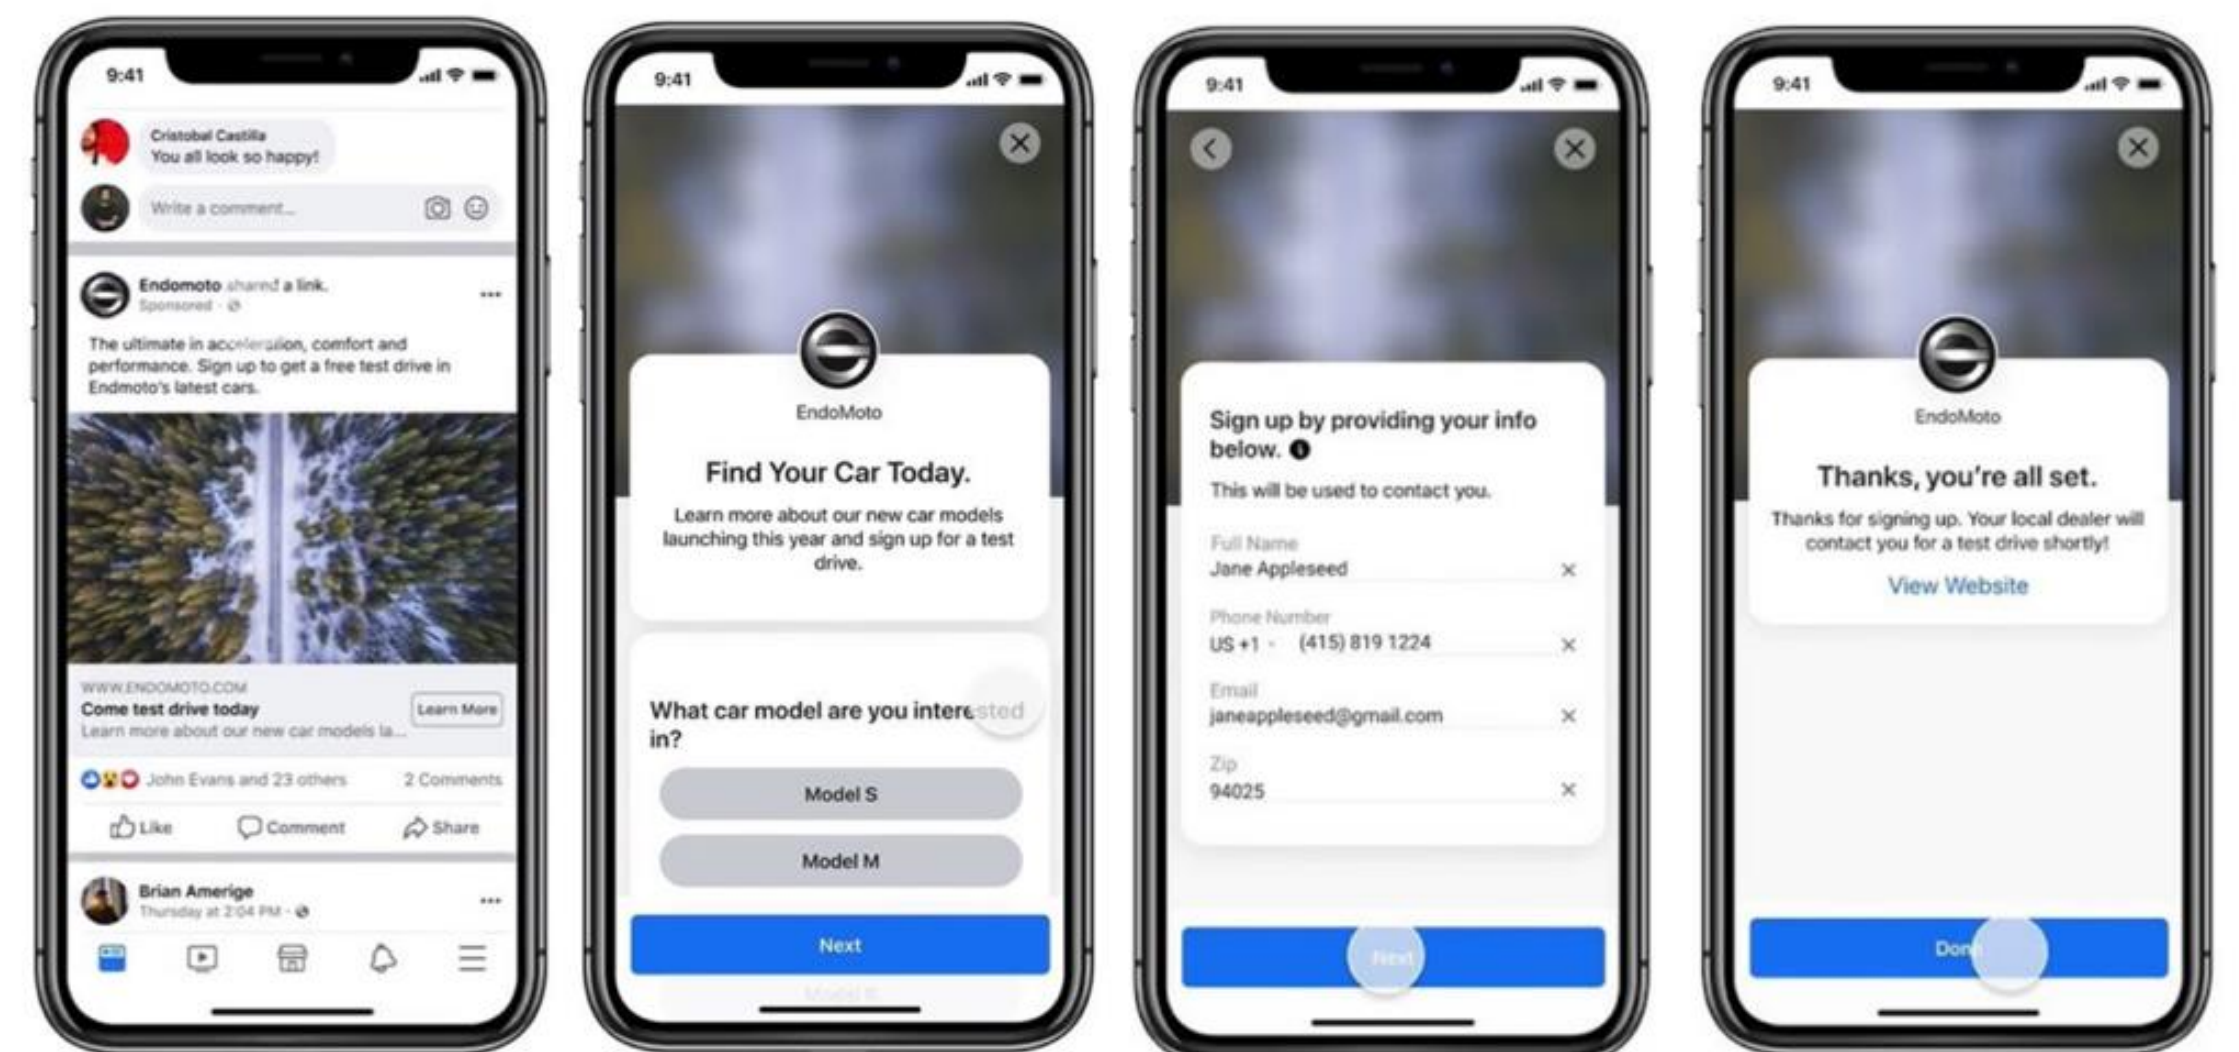 9:41
Cristobal Castilla
You all look so happy!
Write a comment...
Endomoto shared a link.
Sponsored ·
The ultimate in acceleration, comfort and
performance. Sign up to get a free test drive in
Endmoto's latest cars.
WWW.ENDOMOTO.COM
Come test drive today
Learn more about our new car models la...
Learn More
John Evans and 23 others
2 Comments
Like
Comment
Share
Brian Amerige
Thursday at 2:04 PM ·
9:41
EndoMoto
Find Your Car Today.
Learn more about our new car models
launching this year and sign up for a test
drive.
What car model are you interested
in?
Model S
Model M
Next
9:41
Sign up by providing your info
below.
This will be used to contact you.
Full Name
Jane Appleseed
Phone Number
US +1 - (415) 819 1224
Email
janeappleseed@gmail.com
Zip
94025
Next
9:41
EndoMoto
Thanks, you're all set.
Thanks for signing up. Your local dealer will
contact you for a test drive shortly!
View Website
Done